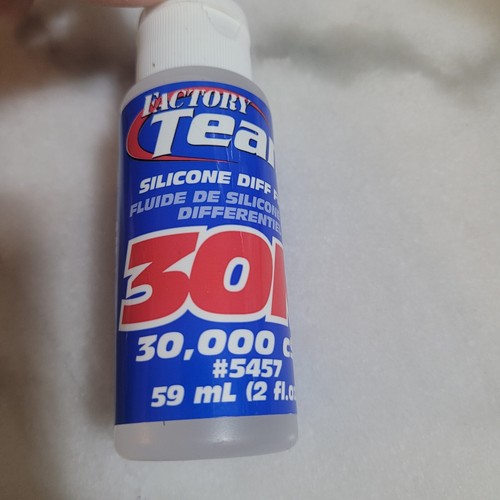 FACTORY
Tea
SILICONE DIFF
FLUIDE DE SILICONE
DIFFERENTIE
30
30,000 c
#5457
59 mL (2 fl.o